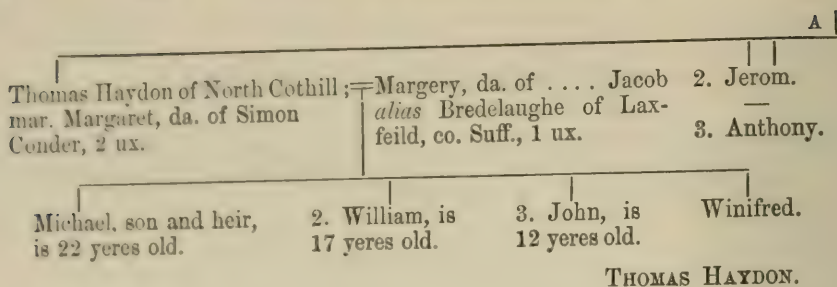 A
Thomas Haydon of North Cothill;
mar. Margaret, da. of Simon
Conder, 2 ux.
Margery, da. of .... Jacob
alias Bredelaughe of Lax-
feild, co. Suff., 1 ux.
2. Jerom.
—
3. Anthony.
Michael, son and heir,
is 22 yeres old.
2. William, is
17 yeres old.
3. John, is
12 yeres old.
Winifred.
THOMAS HAYDON.